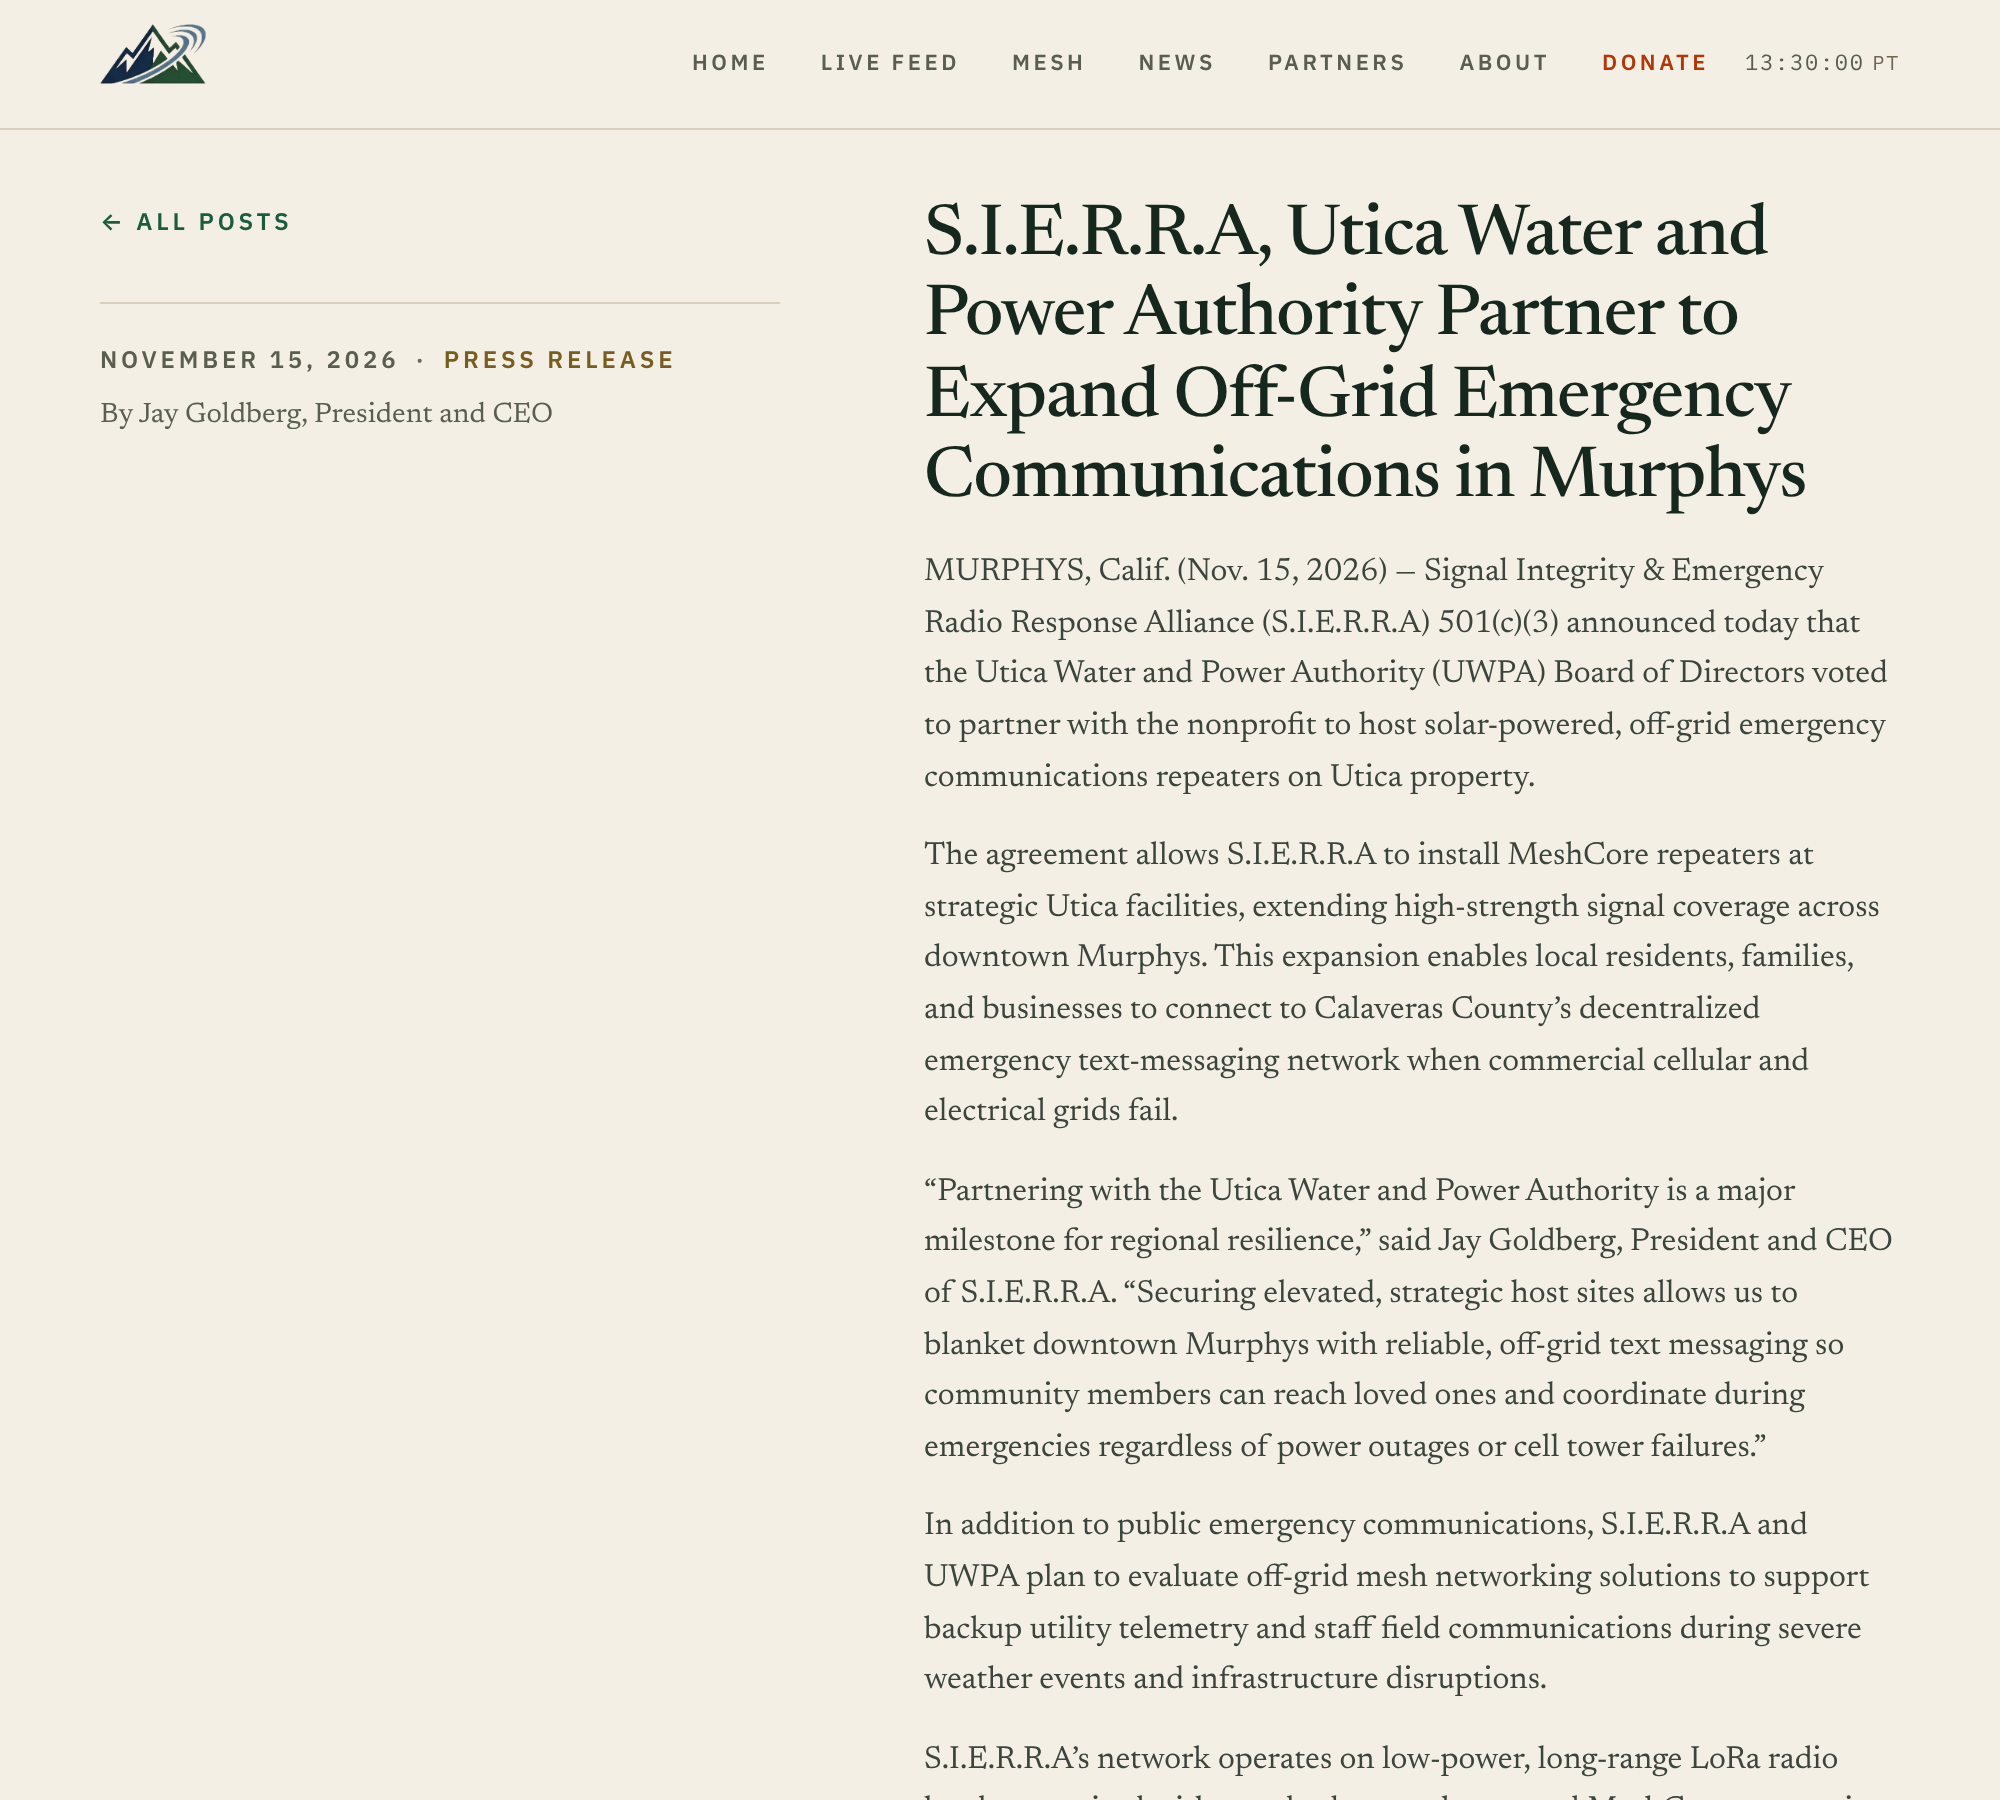 HOME LIVE FEED MESH NEWS PARTNERS ABOUT DONATE 13:30:00 PT
← ALL POSTS
NOVEMBER 15, 2026 · PRESS RELEASE
By Jay Goldberg, President and CEO
S.I.E.R.R.A, Utica Water and
Power Authority Partner to
Expand Off-Grid Emergency
Communications in Murphys
MURPHYS, Calif. (Nov. 15, 2026) — Signal Integrity & Emergency
Radio Response Alliance (S.I.E.R.R.A) 501(c)(3) announced today that
the Utica Water and Power Authority (UWPA) Board of Directors voted
to partner with the nonprofit to host solar-powered, off-grid emergency
communications repeaters on Utica property.
The agreement allows S.I.E.R.R.A to install MeshCore repeaters at
strategic Utica facilities, extending high-strength signal coverage across
downtown Murphys. This expansion enables local residents, families,
and businesses to connect to Calaveras County’s decentralized
emergency text-messaging network when commercial cellular and
electrical grids fail.
“Partnering with the Utica Water and Power Authority is a major
milestone for regional resilience,” said Jay Goldberg, President and CEO
of S.I.E.R.R.A. “Securing elevated, strategic host sites allows us to
blanket downtown Murphys with reliable, off-grid text messaging so
community members can reach loved ones and coordinate during
emergencies regardless of power outages or cell tower failures.”
In addition to public emergency communications, S.I.E.R.R.A and
UWPA plan to evaluate off-grid mesh networking solutions to support
backup utility telemetry and staff field communications during severe
weather events and infrastructure disruptions.
S.I.E.R.R.A’s network operates on low-power, long-range LoRa radio